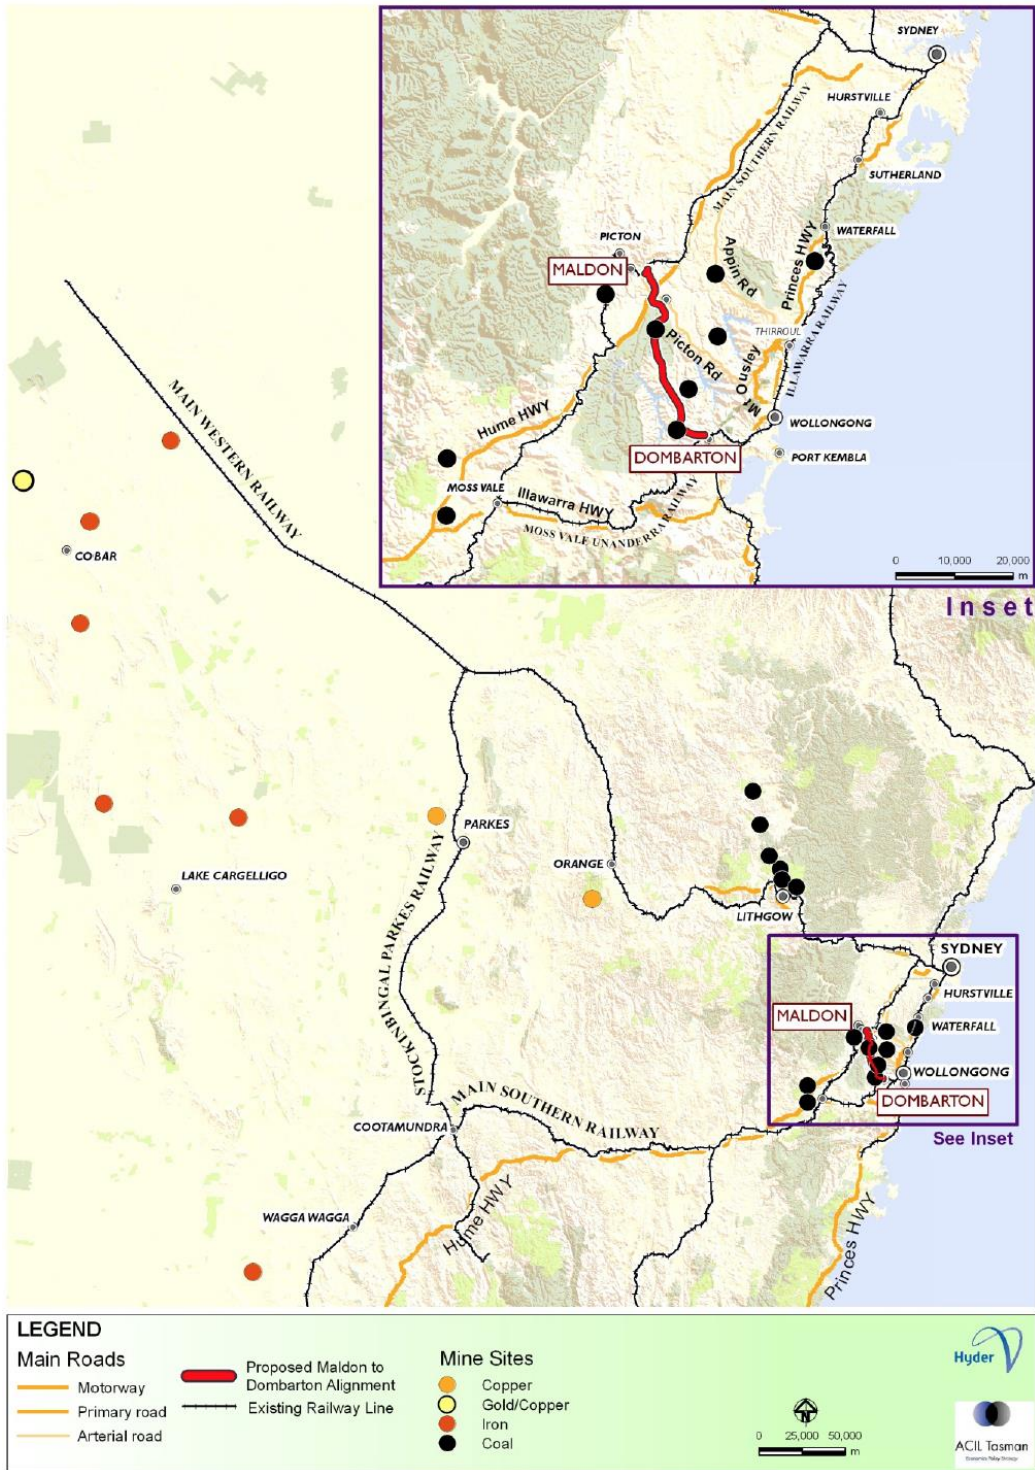 SYDNEY
HURSTVILLE
MAIN SOUTHERN RAILWAY
SUTHERLAND
PICTON
WATERFALL
MALDON
Appin Rd
Princes HWY
THIRROUL
ILLAWARRA RAILWAY
Picton Rd
Mt Ousley
Hume HWY
WOLLONGONG
DOMBARTON
PORT KEMBLA
MOSS VALE
Illawarra HWY
MOSS VALE UNANDERRA RAILWAY
0 10,000 20,000
m
Inset
MAIN WESTERN RAILWAY
COBAR
PARKES
ORANGE
LAKE CARGELLIGO
LITHGOW
STOCKINBINGAL PARKES RAILWAY
SYDNEY
HURSTVILLE
MALDON
WATERFALL
WOLLONGONG
DOMBARTON
MAIN SOUTHERN RAILWAY
COOTAMUNDRA
See Inset
WAGGA WAGGA
Hume HWY
Princes HWY
LEGEND
Main Roads
Motorway
Primary road
Arterial road
Proposed Maldon to
Dombarton Alignment
Existing Railway Line
Mine Sites
Copper
Gold/Copper
Iron
Coal
0 25,000 50,000
m
Hyder
ACIL Tasman
Economics Policy Strategy